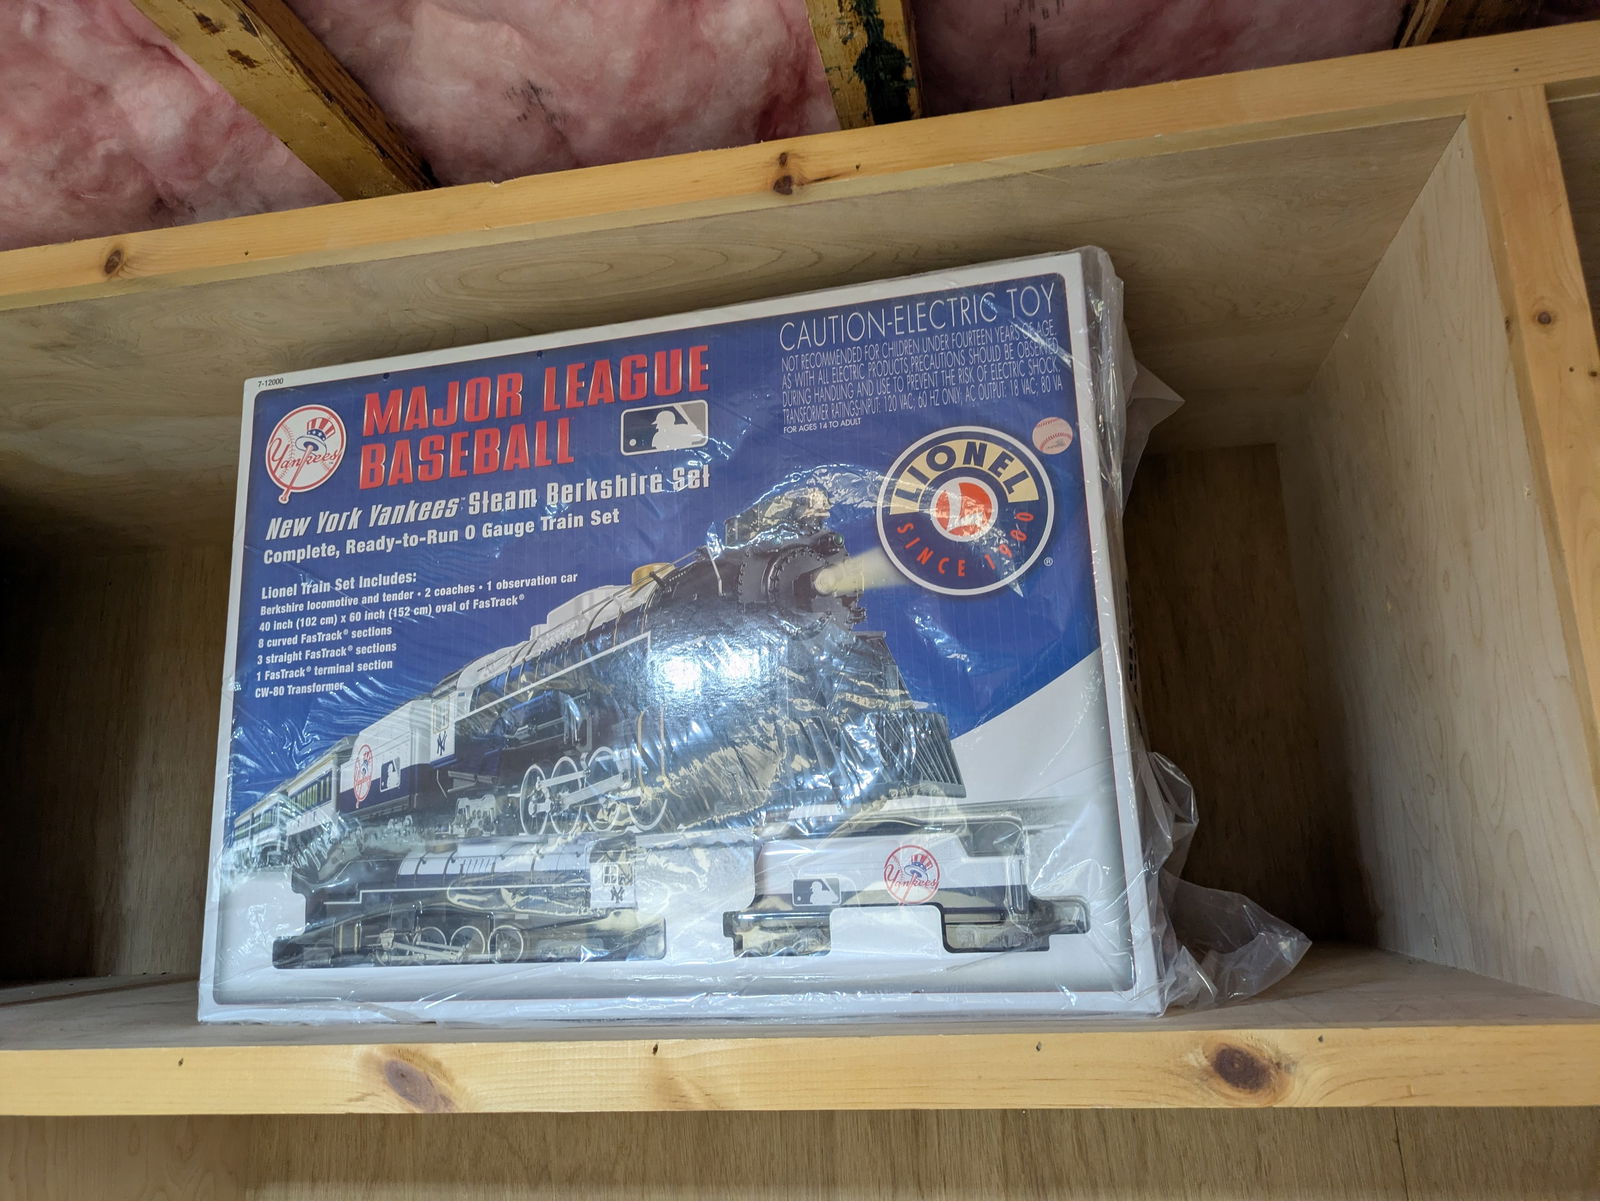 7-12000
Yankees
MAJOR LEAGUE
BASEBALL
New York Yankees™ Steam Berkshire Set
Complete, Ready-to-Run O Gauge Train Set
Lionel Train Set Includes:
Berkshire locomotive and tender • 2 coaches • 1 observation car
40 inch (102 cm) x 60 inch (152 cm) oval of FasTrack®
8 curved FasTrack® sections
3 straight FasTrack® sections
1 FasTrack® terminal section
CW-80 Transformer
CAUTION-ELECTRIC TOY
NOT RECOMMENDED FOR CHILDREN UNDER FOURTEEN YEARS OF AGE.
AS WITH ALL ELECTRIC PRODUCTS, PRECAUTIONS SHOULD BE OBSERVED
DURING HANDLING AND USE TO PREVENT THE RISK OF ELECTRIC SHOCK.
TRANSFORMER RATINGS:INPUT: 120 VAC; 60 HZ ONLY; AC OUTPUT: 18 VAC; 80 VA
FOR AGES 14 TO ADULT
LIONEL
L
SINCE 1900
®
NY
NY
Yankees